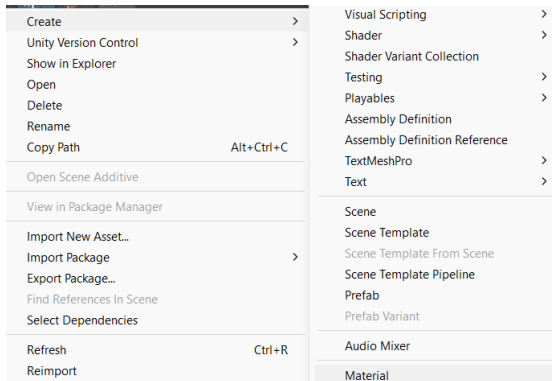 Create
Unity Version Control
Show in Explorer
Open
Delete
Rename
Copy Path Alt+Ctrl+C
Open Scene Additive
View in Package Manager
Import New Asset...
Import Package
Export Package...
Find References In Scene
Select Dependencies
Refresh Ctrl+R
Reimport
Visual Scripting
Shader
Shader Variant Collection
Testing
Playables
Assembly Definition
Assembly Definition Reference
TextMeshPro
Text
Scene
Scene Template
Scene Template From Scene
Scene Template Pipeline
Prefab
Prefab Variant
Audio Mixer
Material